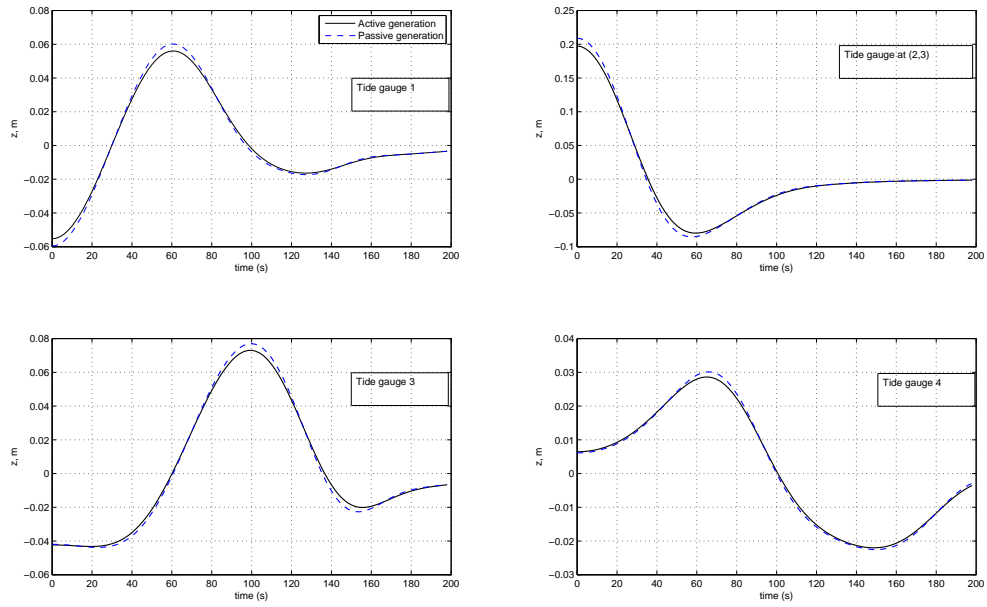 0.08
0.06
0.04
0.02
0
−0.02
−0.04
−0.06
z, m
0 20 40 60 80 100 120 140 160 180 200
time (s)
Active generation
Passive generation
Tide gauge 1
0.25
0.2
0.15
0.1
0.05
0
−0.05
−0.1
z, m
0 20 40 60 80 100 120 140 160 180 200
time (s)
Tide gauge at (2,3)
0.08
0.06
0.04
0.02
0
−0.02
−0.04
−0.06
z, m
0 20 40 60 80 100 120 140 160 180 200
time (s)
Tide gauge 3
0.04
0.03
0.02
0.01
0
−0.01
−0.02
−0.03
z, m
0 20 40 60 80 100 120 140 160 180 200
time (s)
Tide gauge 4